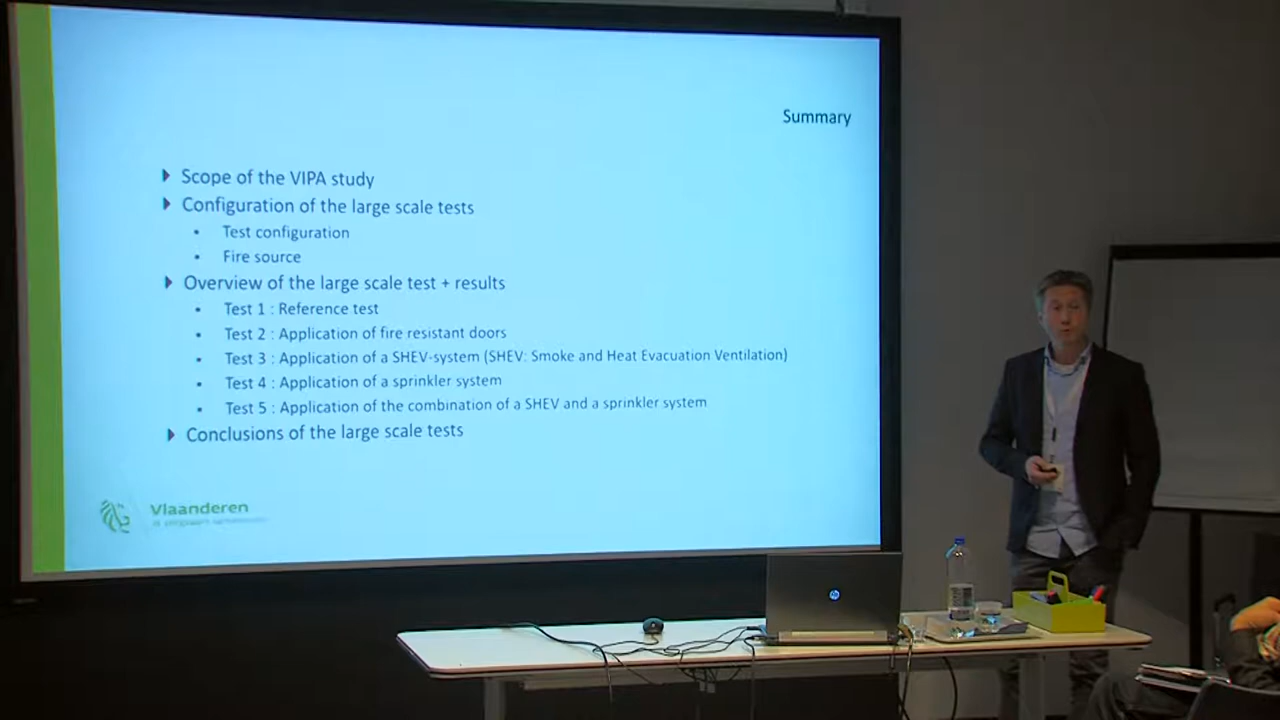 Summary
Scope of the VIPA study
Configuration of the large scale tests
Test configuration
Fire source
Overview of the large scale test + results
Test 1 : Reference test
Test 2 : Application of fire resistant doors
Test 3 : Application of a SHEV-system (SHEV: Smoke and Heat Evacuation Ventilation)
Test 4 : Application of a sprinkler system
Test 5 : Application of the combination of a SHEV and a sprinkler system
Conclusions of the large scale tests
Vlaanderen
hp